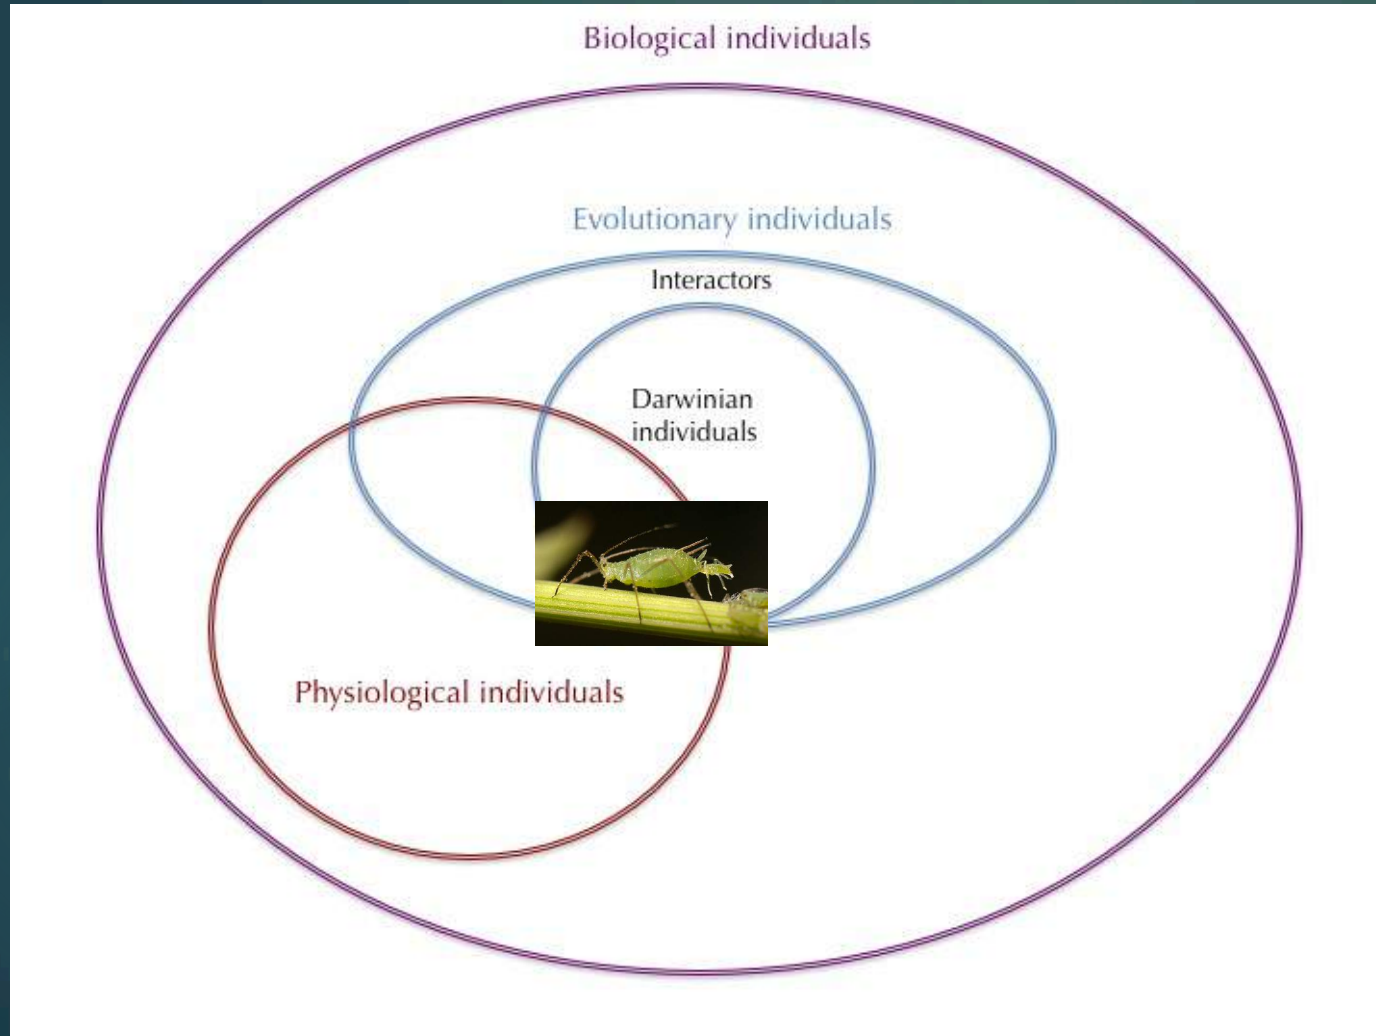 Biological individuals
Evolutionary individuals
Interactors
Darwinian
individuals
Physiological individuals